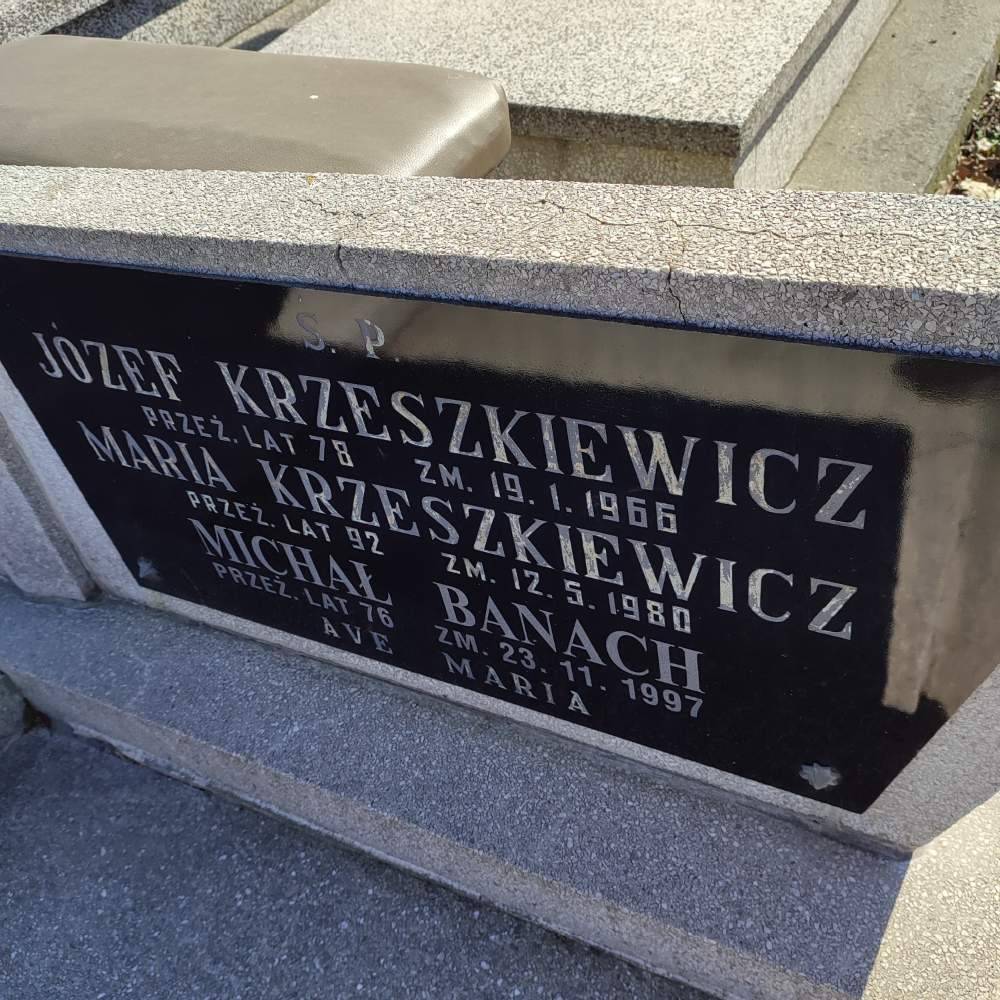 Ś. P.
JÓZEF KRZESZKIEWICZ
PRZEŻ. LAT 78 ZM. 19. 1. 1966
MARIA KRZESZKIEWICZ
PRZEŻ. LAT 92 ZM. 12. 5. 1980
MICHAŁ BANACH
PRZEŻ. LAT 76 ZM. 23. 11. 1997
AVE MARIA